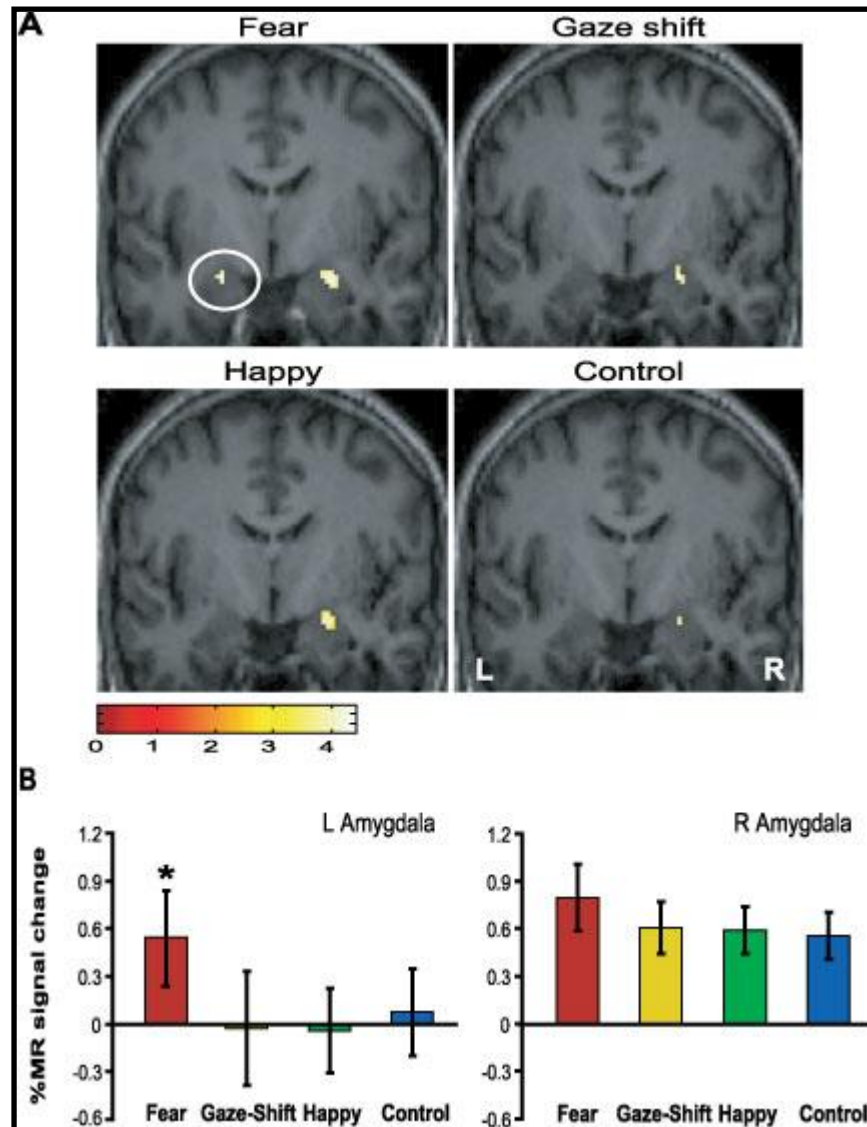 A
Fear Gaze shift
Happy Control
L R
0 1 2 3 4
B
L Amygdala R Amygdala
%MR signal change
1.2 1.2
0.9 0.9
*
0.6 0.6
0.3 0.3
0 0
-0.3 -0.3
-0.6 -0.6
Fear Gaze-Shift Happy Control Fear Gaze-Shift Happy Control